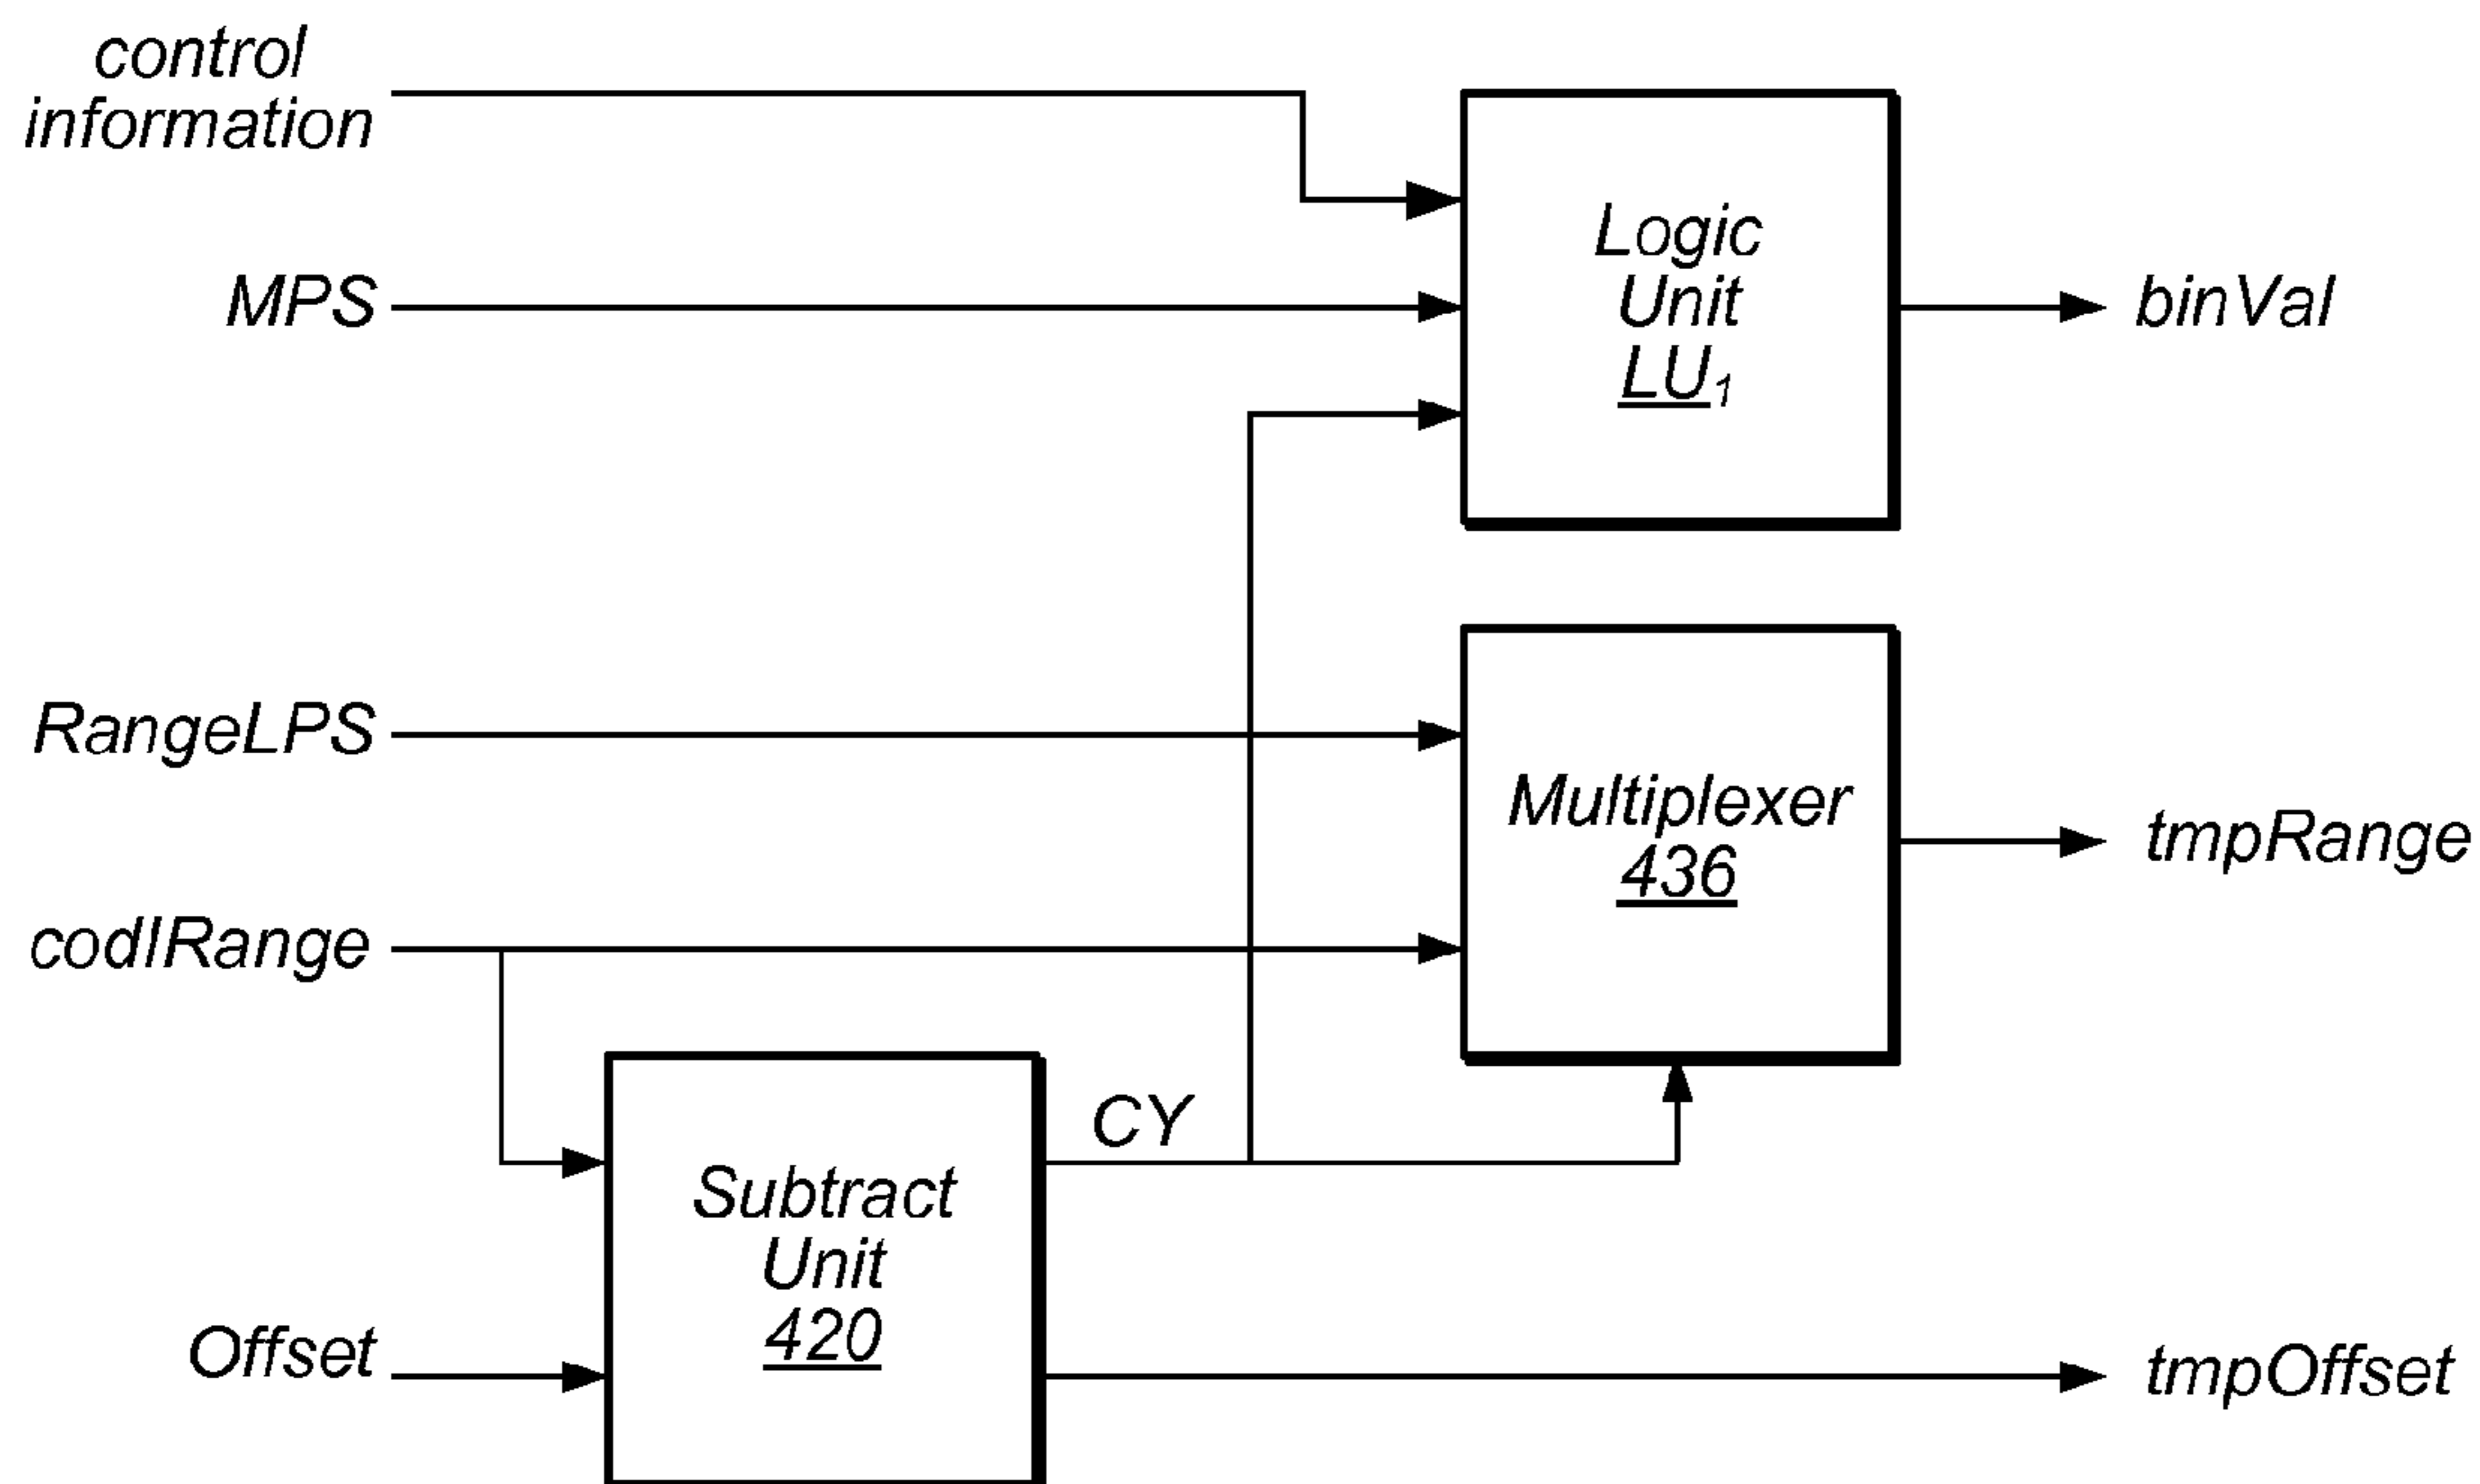 control
information
MPS
Logic
Unit
LU1
binVal
RangeLPS
Multiplexer
436
tmpRange
codIRange
CY
Subtract
Unit
420
Offset
tmpOffset